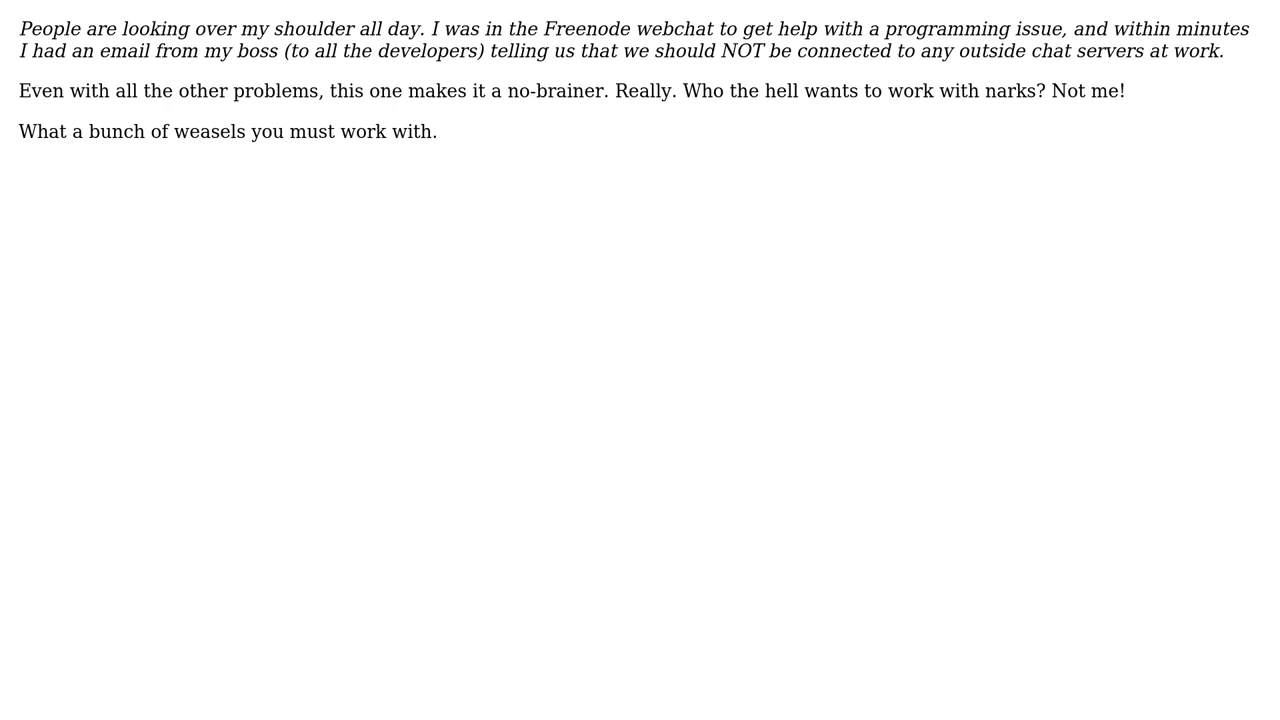 People are looking over my shoulder all day. I was in the Freenode webchat to get help with a programming issue, and within minutes
I had an email from my boss (to all the developers) telling us that we should NOT be connected to any outside chat servers at work.
Even with all the other problems, this one makes it a no-brainer. Really. Who the hell wants to work with narks? Not me!
What a bunch of weasels you must work with.